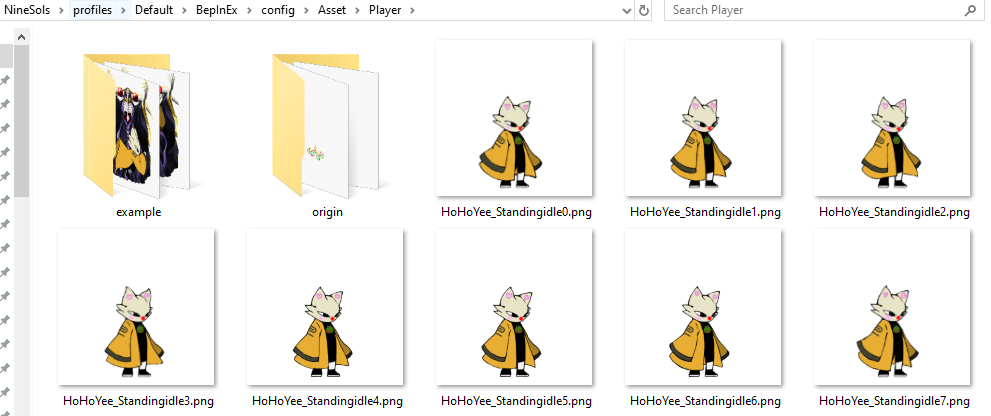 NineSols > profiles > Default > BepInEx > config > Asset > Player >
Search Player
example
origin
HoHoYee_Standingidle0.png
HoHoYee_Standingidle1.png
HoHoYee_Standingidle2.png
HoHoYee_Standingidle3.png
HoHoYee_Standingidle4.png
HoHoYee_Standingidle5.png
HoHoYee_Standingidle6.png
HoHoYee_Standingidle7.png